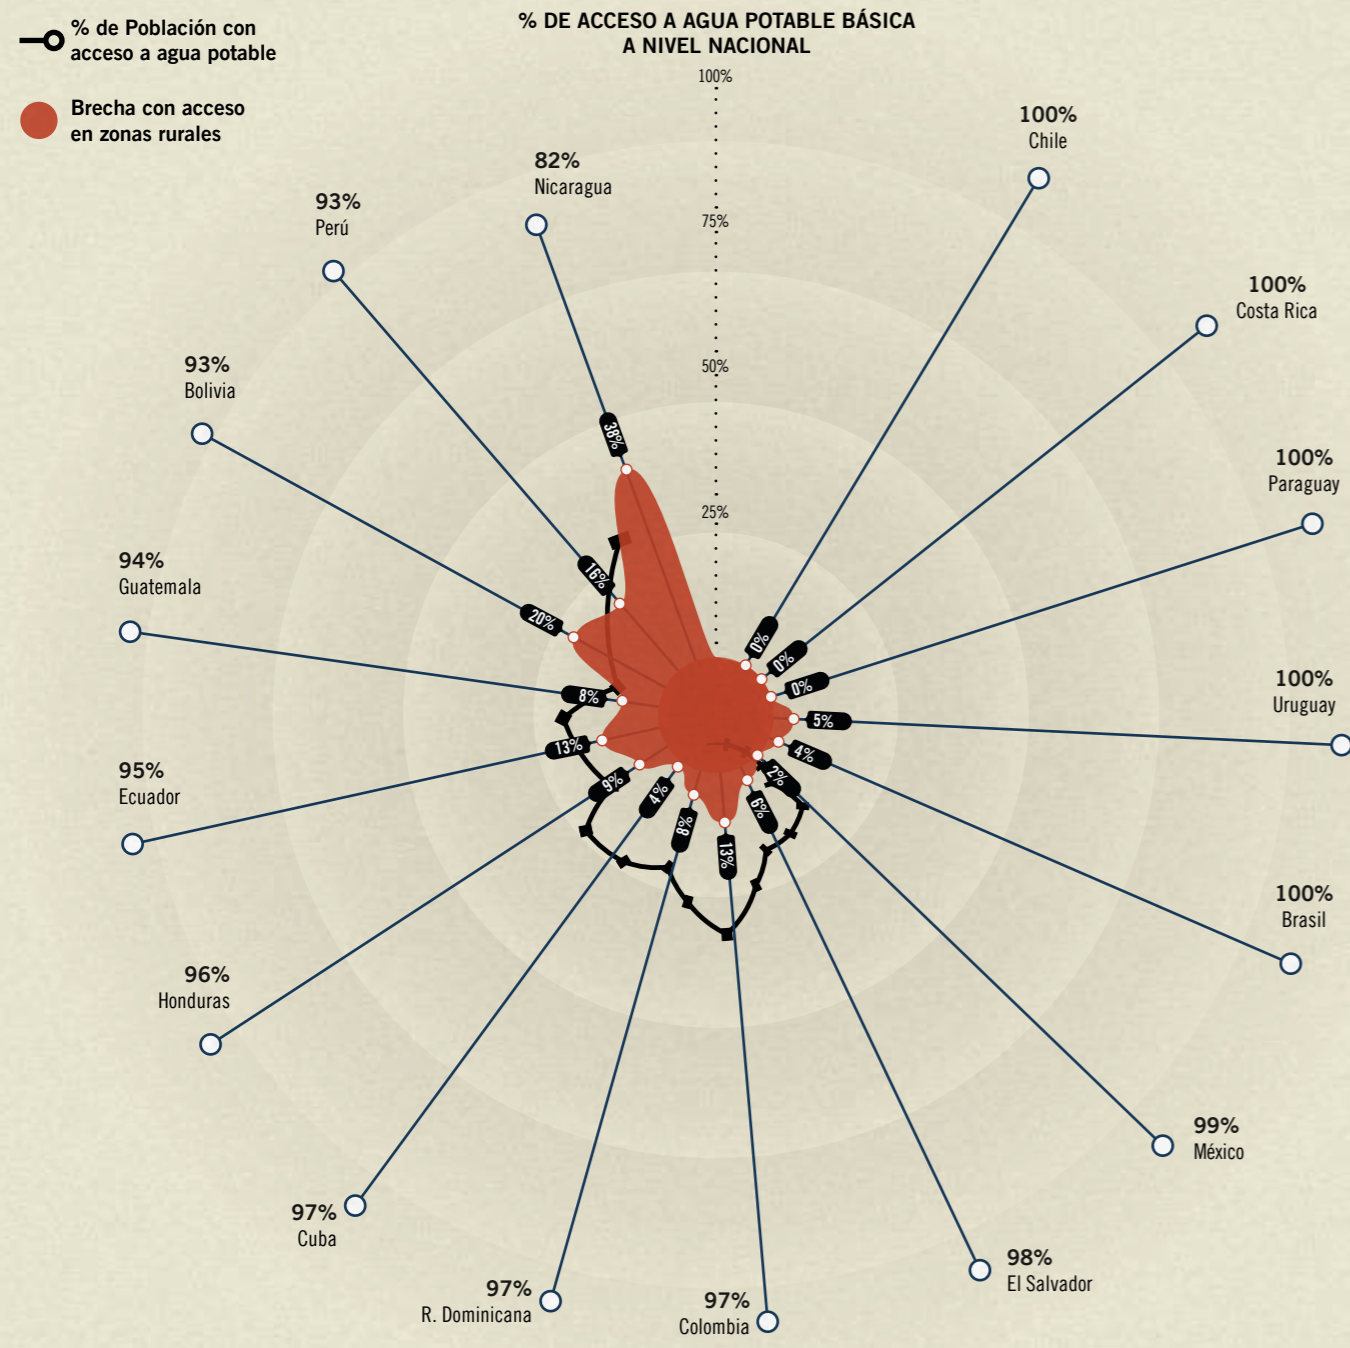 % de Población con
acceso a agua potable
Brecha con acceso
en zonas rurales
% DE ACCESO A AGUA POTABLE BÁSICA
A NIVEL NACIONAL
100%
75%
50%
25%
100%
Chile
100%
Costa Rica
100%
Paraguay
100%
Uruguay
100%
Brasil
99%
México
98%
El Salvador
97%
Colombia
97%
R. Dominicana
97%
Cuba
96%
Honduras
95%
Ecuador
94%
Guatemala
93%
Bolivia
93%
Perú
82%
Nicaragua
0%
0%
0%
5%
4%
2%
6%
13%
8%
4%
9%
13%
8%
20%
16%
38%